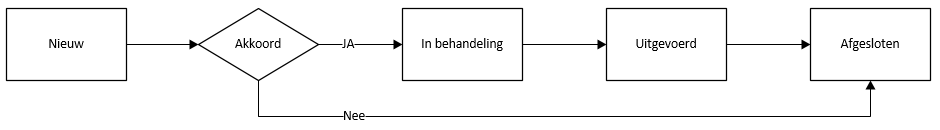 Nieuw
Akkoord
JA
In behandeling
Uitgevoerd
Afgesloten
Nee